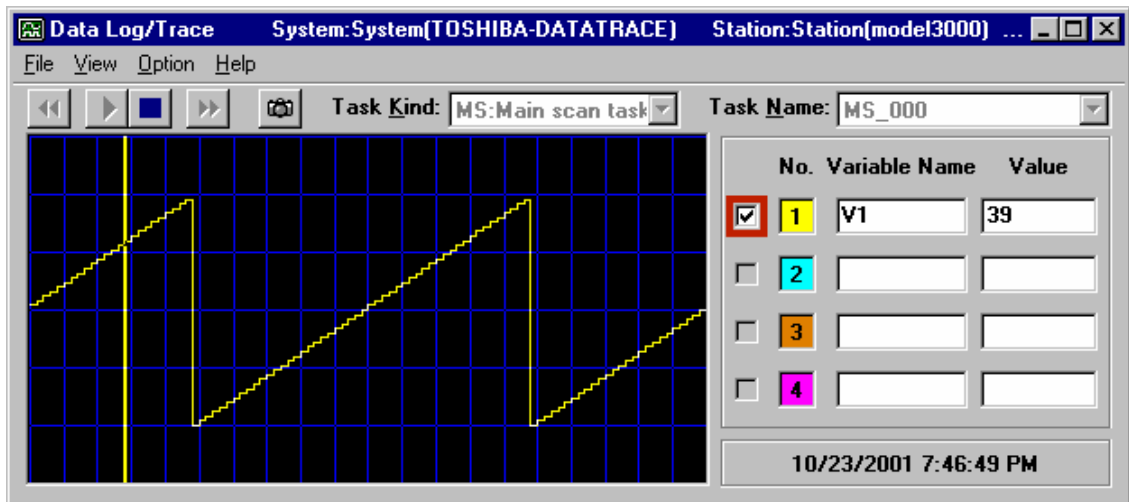 Data Log/Trace System:System(TOSHIBA-DATATRACE) Station:Station(model3000) ...
File View Option Help
Task Kind: MS:Main scan task Task Name: MS_000
No. Variable Name Value
1 V1 39
2
3
4
10/23/2001 7:46:49 PM